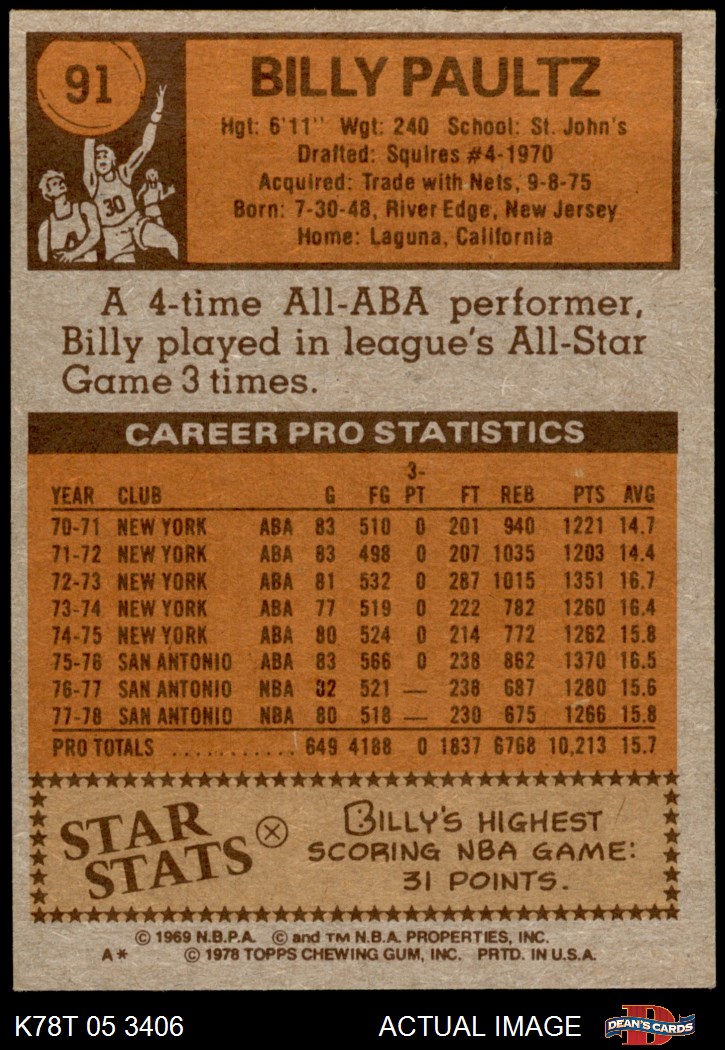 91
BILLY PAULTZ
Hgt: 6'11" Wgt: 240 School: St. John's
Drafted: Squires #4-1970
Acquired: Trade with Nets, 9-8-75
Born: 7-30-48, River Edge, New Jersey
Home: Laguna, California
30
A 4-time All-ABA performer,
Billy played in league's All-Star
Game 3 times.
CAREER PRO STATISTICS
YEAR CLUB G FG 3-PT FT REB PTS AVG
70-71 NEW YORK ABA 83 510 0 201 940 1221 14.7
71-72 NEW YORK ABA 83 498 0 207 1035 1203 14.4
72-73 NEW YORK ABA 81 532 0 287 1015 1351 16.7
73-74 NEW YORK ABA 77 519 0 222 782 1260 16.4
74-75 NEW YORK ABA 80 524 0 214 772 1262 15.8
75-76 SAN ANTONIO ABA 83 566 0 238 862 1370 16.5
76-77 SAN ANTONIO NBA 82 521 — 238 687 1280 15.6
77-78 SAN ANTONIO NBA 80 518 — 230 675 1266 15.8
PRO TOTALS ........... 649 4188 0 1837 6768 10,213 15.7
STAR
STATS
BILLY'S HIGHEST
SCORING NBA GAME:
31 POINTS.
© 1969 N.B.P.A. © and TM N.B.A. PROPERTIES, INC.
A* © 1978 TOPPS CHEWING GUM, INC. PRTD. IN U.S.A.
K78T 05 3406 ACTUAL IMAGE
D
DEAN'S CARDS